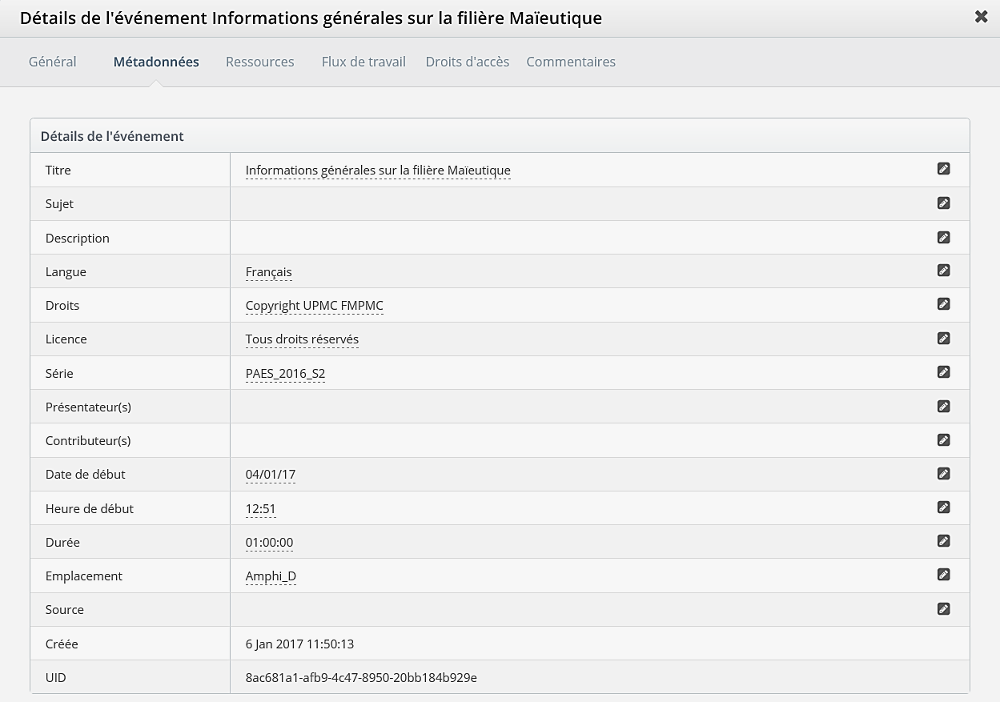 Détails de l'événement Informations générales sur la filière Maïeutique
Général Métadonnées Ressources Flux de travail Droits d'accès Commentaires
Détails de l'événement
Titre Informations générales sur la filière Maïeutique
Sujet
Description
Langue Français
Droits Copyright UPMC FMPMC
Licence Tous droits réservés
Série PAES_2016_S2
Présentateur(s)
Contributeur(s)
Date de début 04/01/17
Heure de début 12:51
Durée 01:00:00
Emplacement Amphi_D
Source
Créée 6 Jan 2017 11:50:13
UID 8ac681a1-afb9-4c47-8950-20bb184b929e